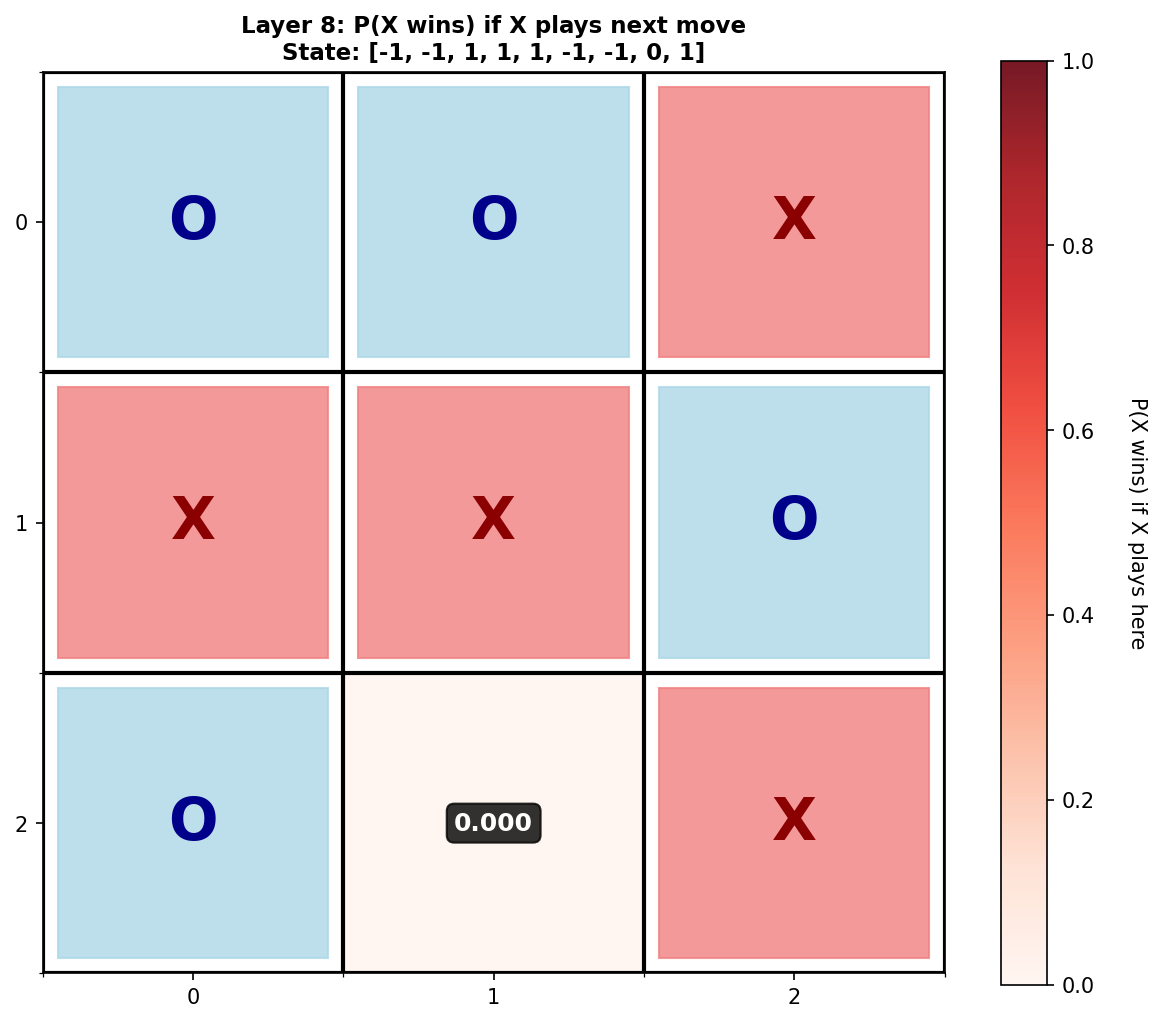 Layer 8: P(X wins) if X plays next move
State: [-1, -1, 1, 1, 1, -1, -1, 0, 1]
0
O
O
X
1
X
X
O
2
O
0.000
X
0
1
2
1.0
0.8
0.6
0.4
0.2
0.0
P(X wins) if X plays here